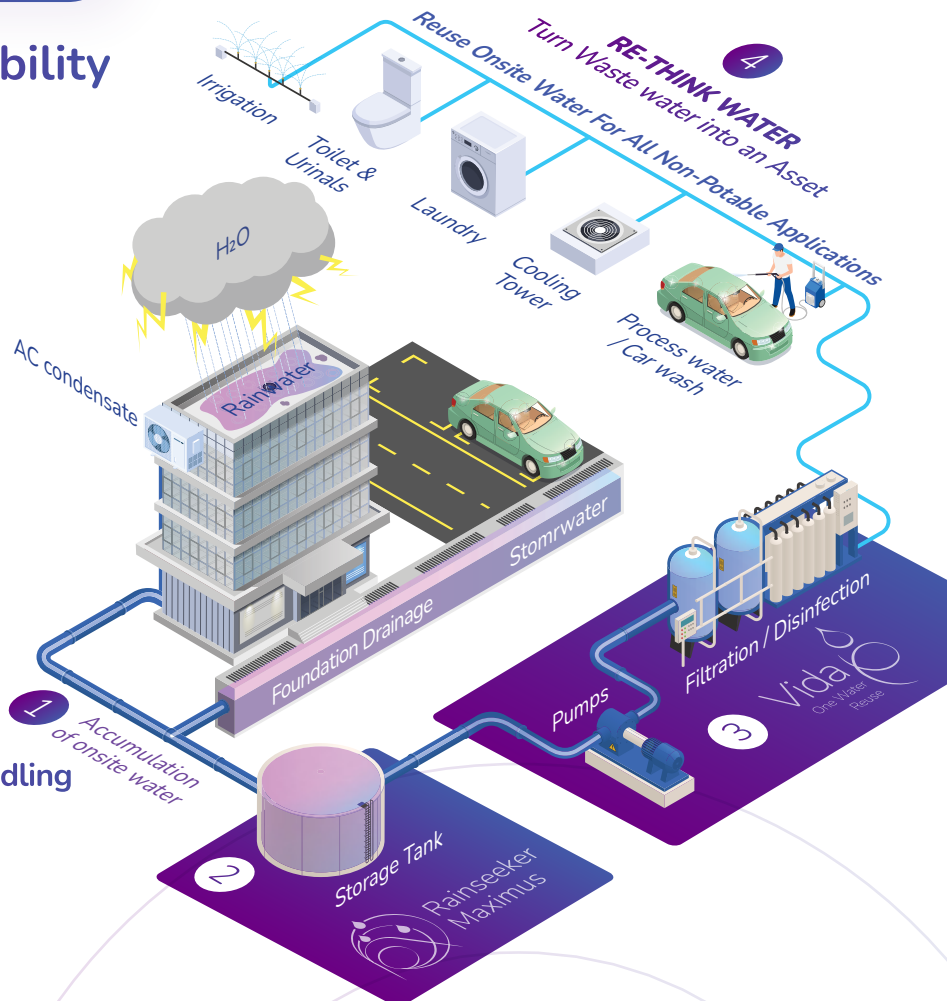 bility
4
RE-THINK WATER
Turn Waste water into an Asset
Reuse Onsite Water For All Non-Potable Applications
Irrigation
Toilet &
Urinals
Laundry
Cooling
Tower
Process water
/ Car wash
H₂O
AC condensate
Rainwater
Stomrwater
Foundation Drainage
1
Accumulation
of onsite water
dling
2
Storage Tank
Rainseeker
Maximus
Pumps
Filtration / Disinfection
3
Vida
One Water
Reuse